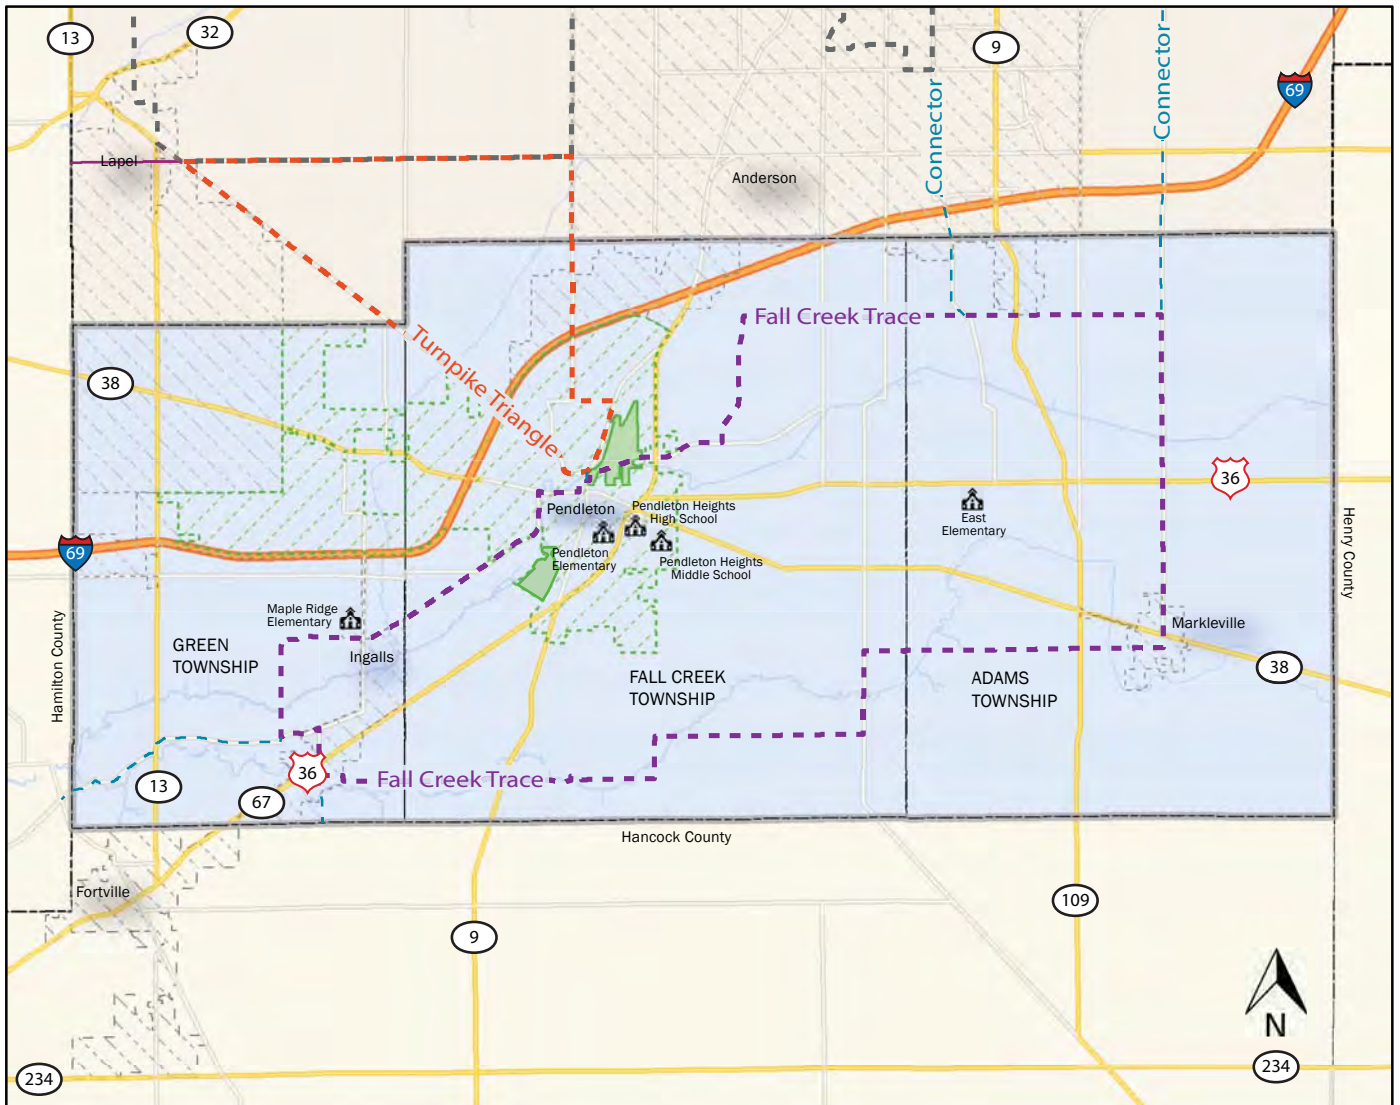 13
32
9
Connector
Connector
69
Lapel
Anderson
Fall Creek Trace
Turnpike Triangle
38
36
Pendleton
Pendleton Heights
High School
East
Elementary
Pendleton
Elementary
Pendleton Heights
Middle School
69
Henry County
Maple Ridge
Elementary
Hamilton County
GREEN
TOWNSHIP
Ingalls
Markleville
38
FALL CREEK
TOWNSHIP
ADAMS
TOWNSHIP
36
Fall Creek Trace
13
67
Hancock County
Fortville
109
9
N
234
234